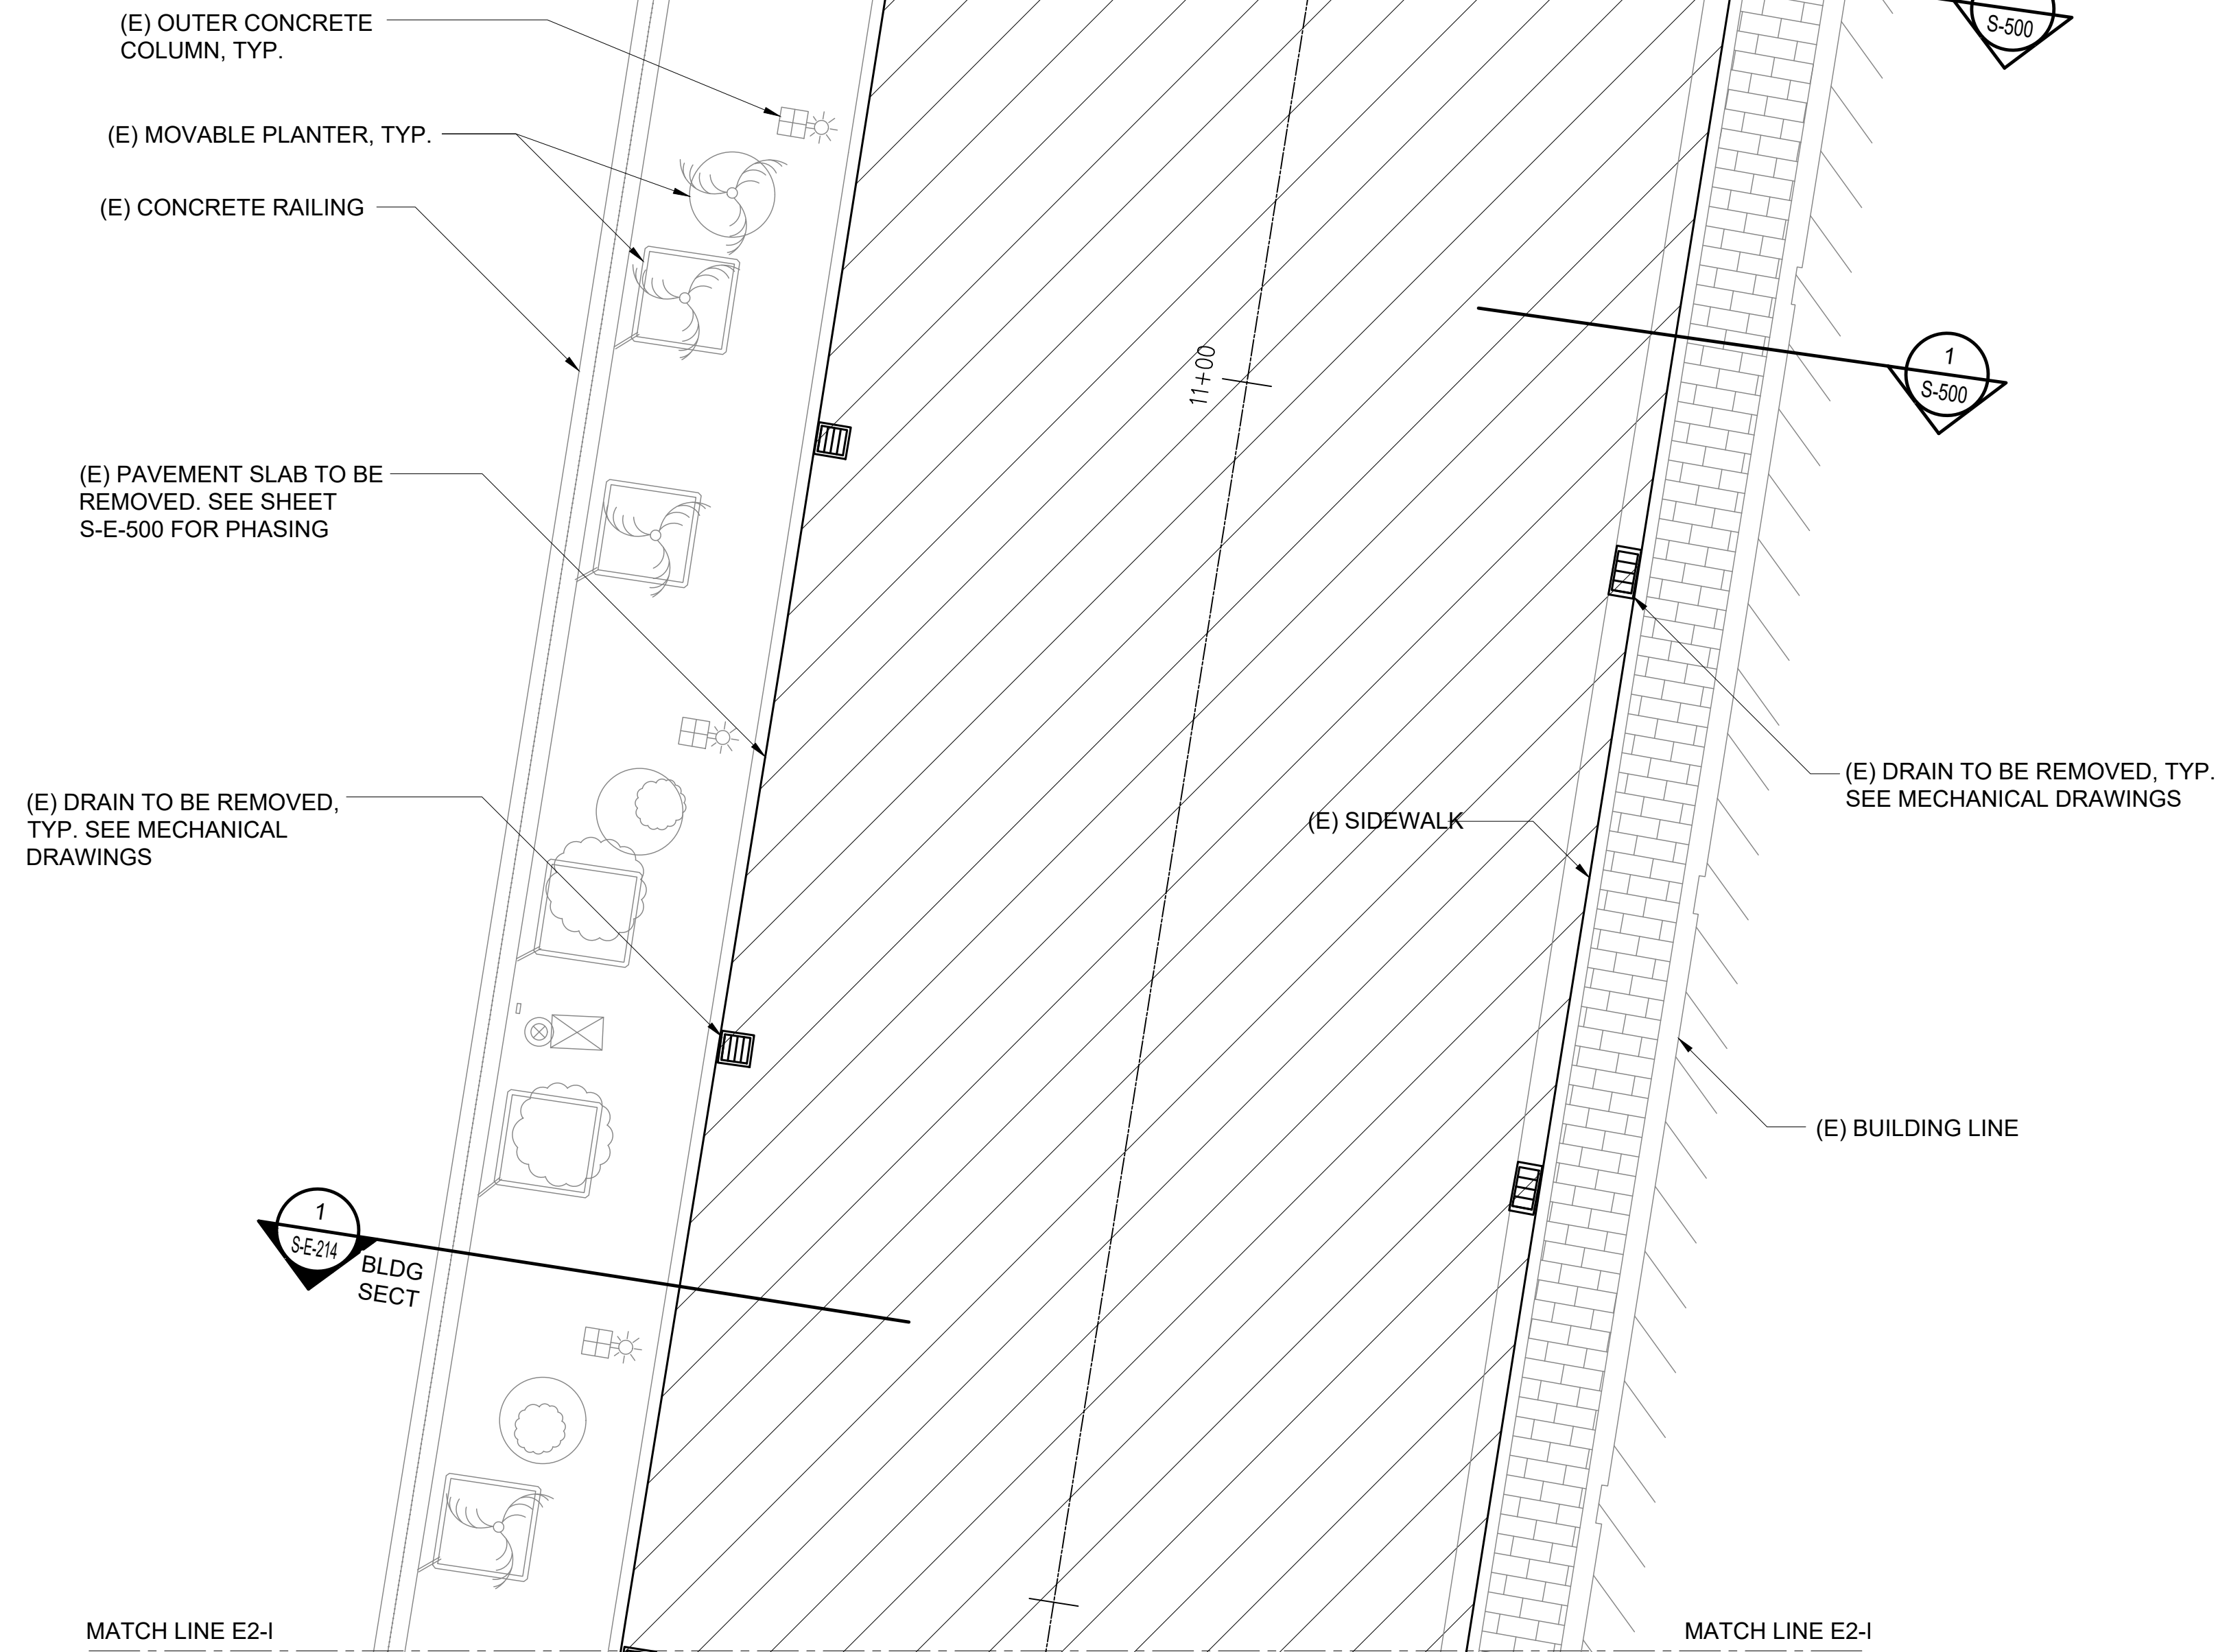 (E) OUTER CONCRETE
COLUMN, TYP.
S-500
(E) MOVABLE PLANTER, TYP.
(E) CONCRETE RAILING
11+00
1
S-500
(E) PAVEMENT SLAB TO BE
REMOVED. SEE SHEET
S-E-500 FOR PHASING
(E) DRAIN TO BE REMOVED,
TYP. SEE MECHANICAL
DRAWINGS
(E) SIDEWALK
(E) DRAIN TO BE REMOVED, TYP.
SEE MECHANICAL DRAWINGS
(E) BUILDING LINE
1
S-E-214
BLDG
SECT
MATCH LINE E2-I
MATCH LINE E2-I